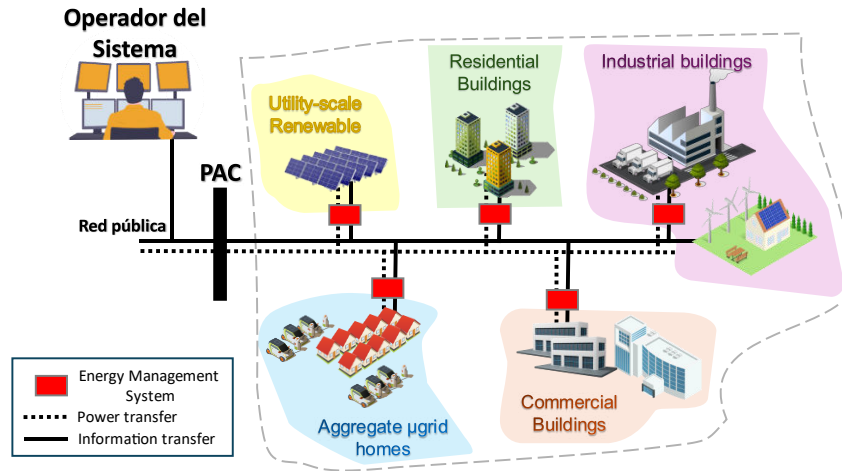 Operador del
Sistema
PAC
Red pública
Utility-scale
Renewable
Residential
Buildings
Industrial buildings
Aggregate µgrid
homes
Commercial
Buildings
Energy Management
System
Power transfer
Information transfer